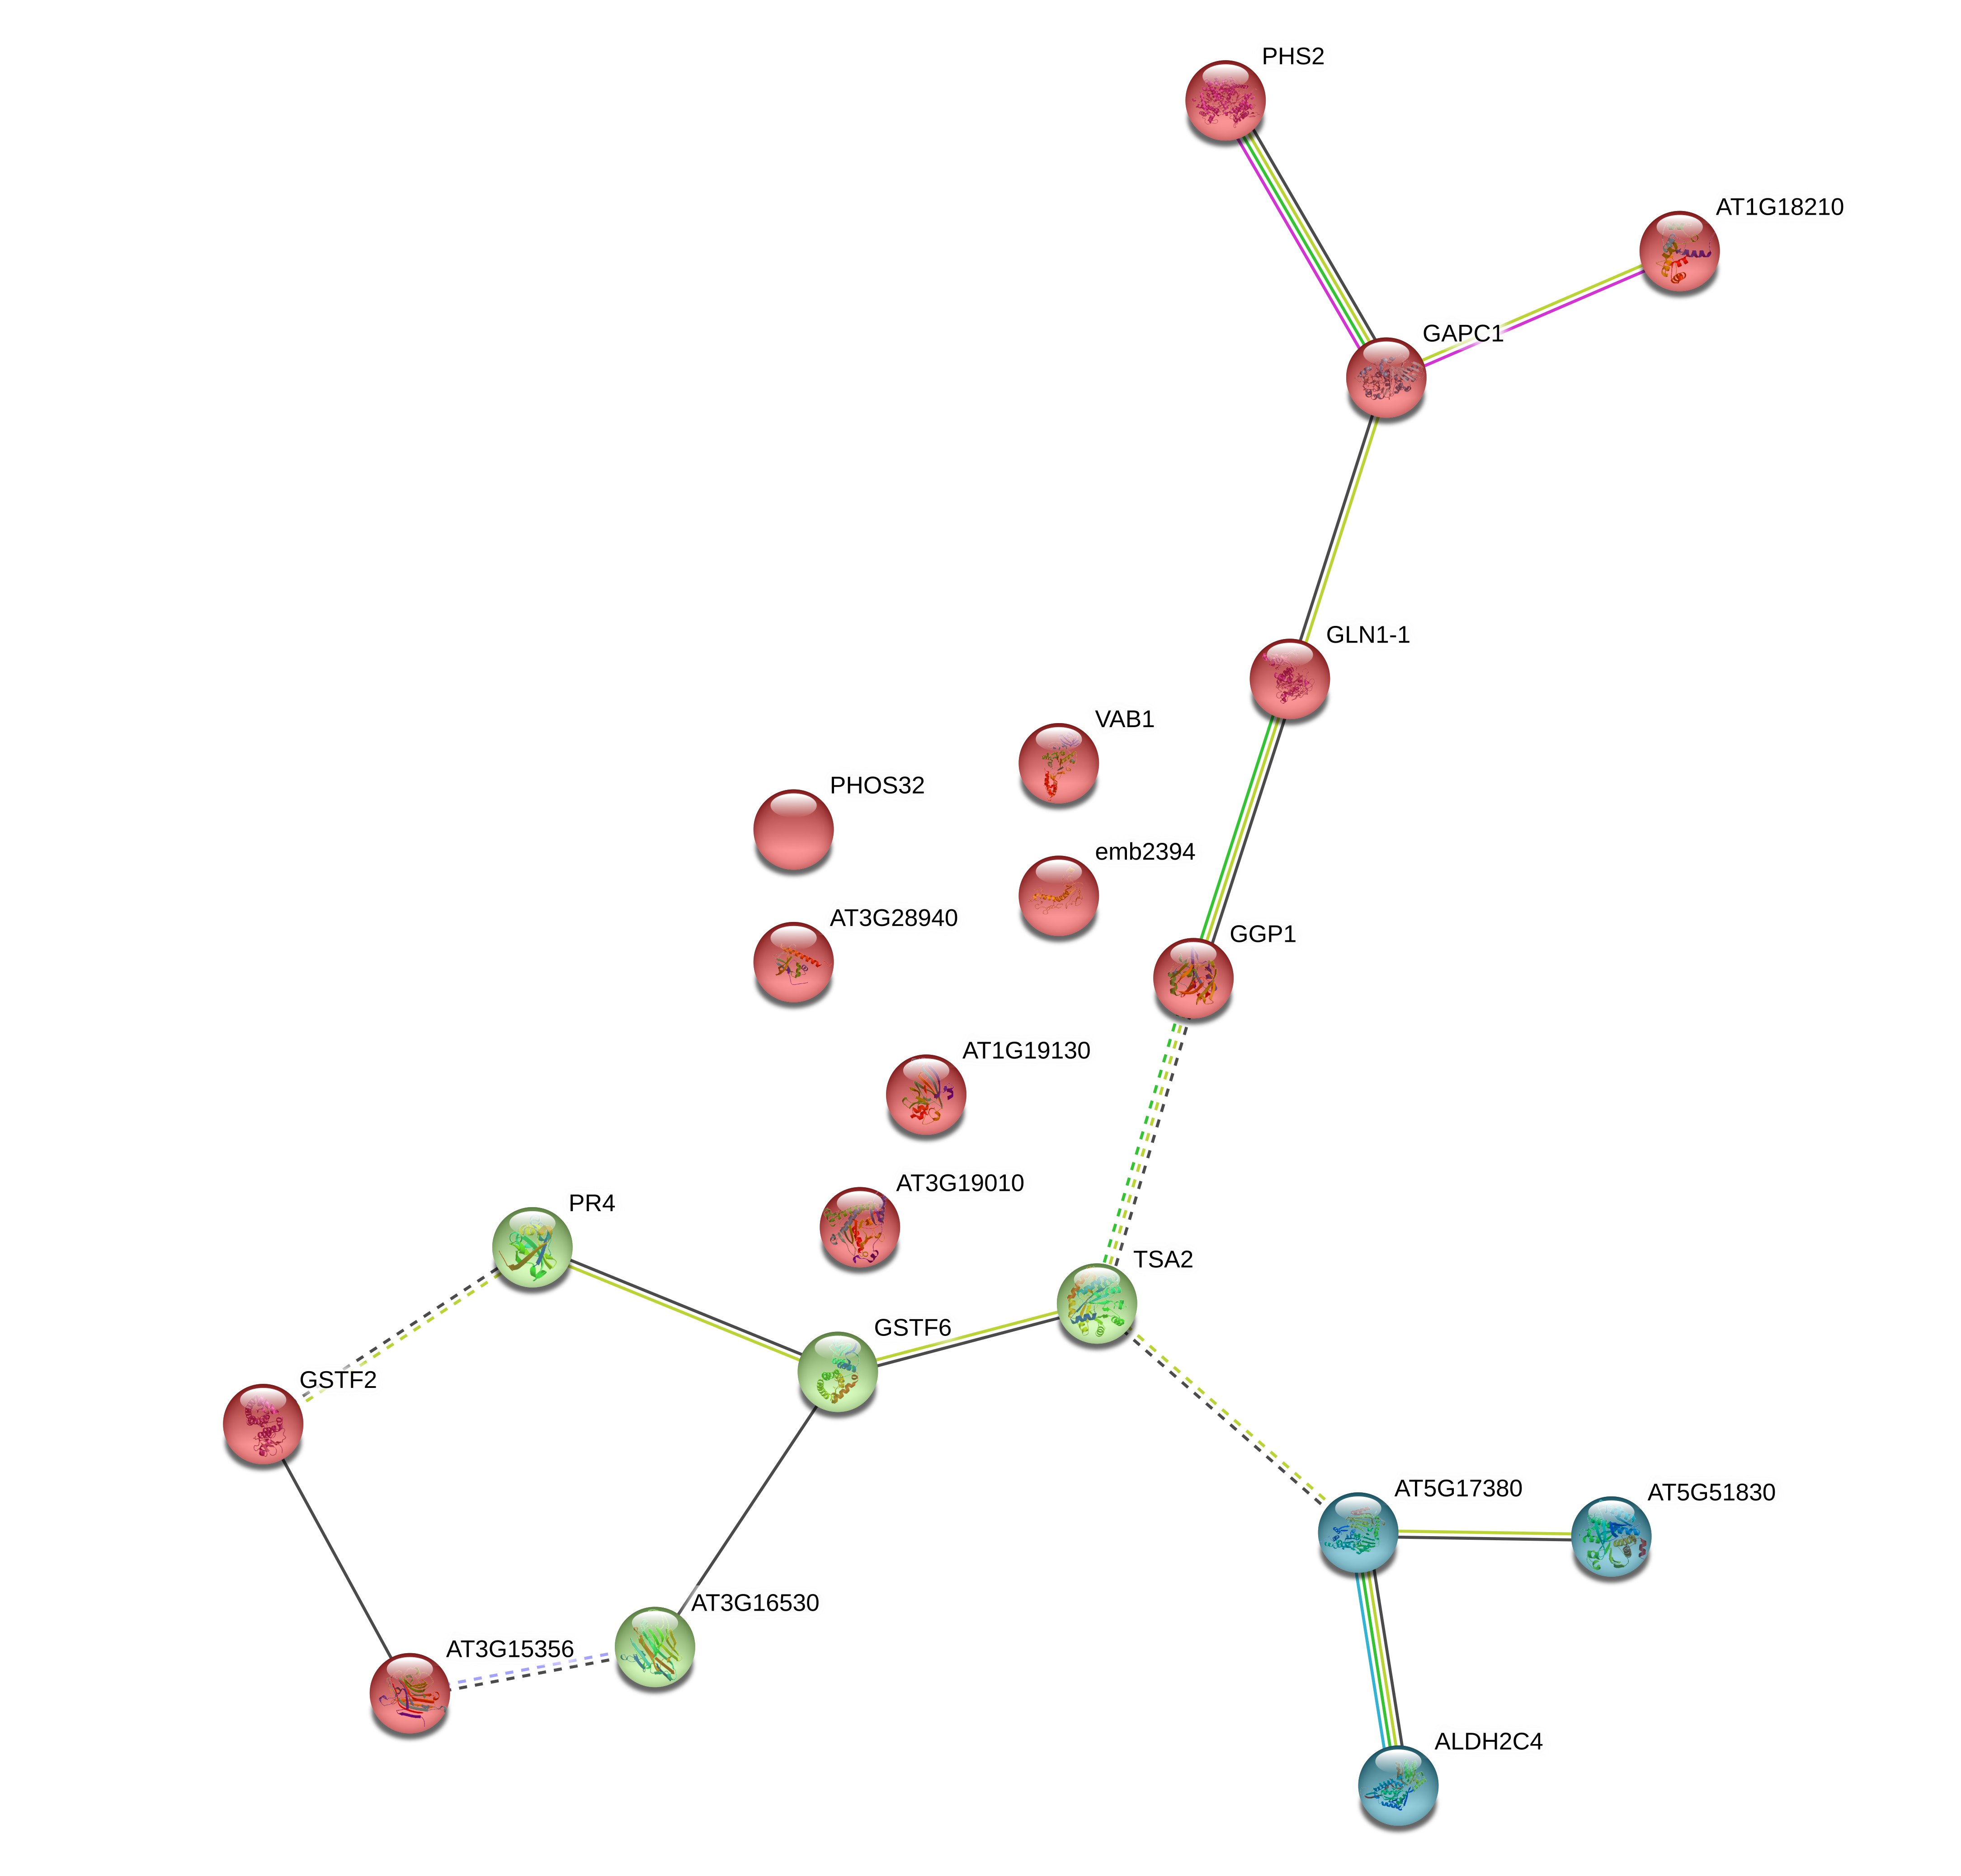 PHS2
AT1G18210
GAPC1
GLN1-1
VAB1
PHOS32
emb2394
AT3G28940
GGP1
AT1G19130
AT3G19010
PR4
TSA2
GSTF6
GSTF2
AT5G17380
AT5G51830
AT3G16530
AT3G15356
ALDH2C4